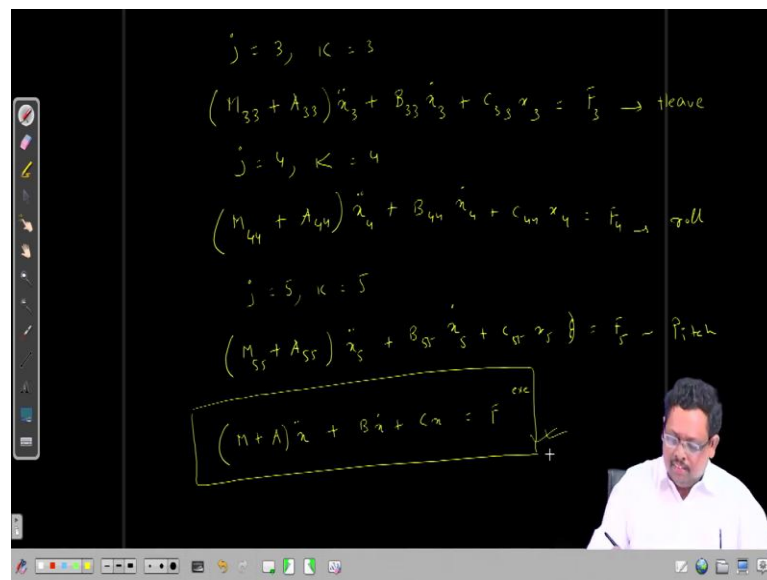 j = 3, K = 3
(M₃₃ + A₃₃) ẍ₃ + B₃₃ ẋ₃ + C₃₃ x₃ = F₃ → Heave
j = 4, K = 4
(M₄₄ + A₄₄) ẍ₄ + B₄₄ ẋ₄ + C₄₄ x₄ = F₄ → roll
j = 5, K = 5
(M₅₅ + A₅₅) ẍ₅ + B₅₅ ẋ₅ + C₅₅ x₅ = F₅ - Pitch
(M + A) ẍ + Bẋ + Cx = F^exc